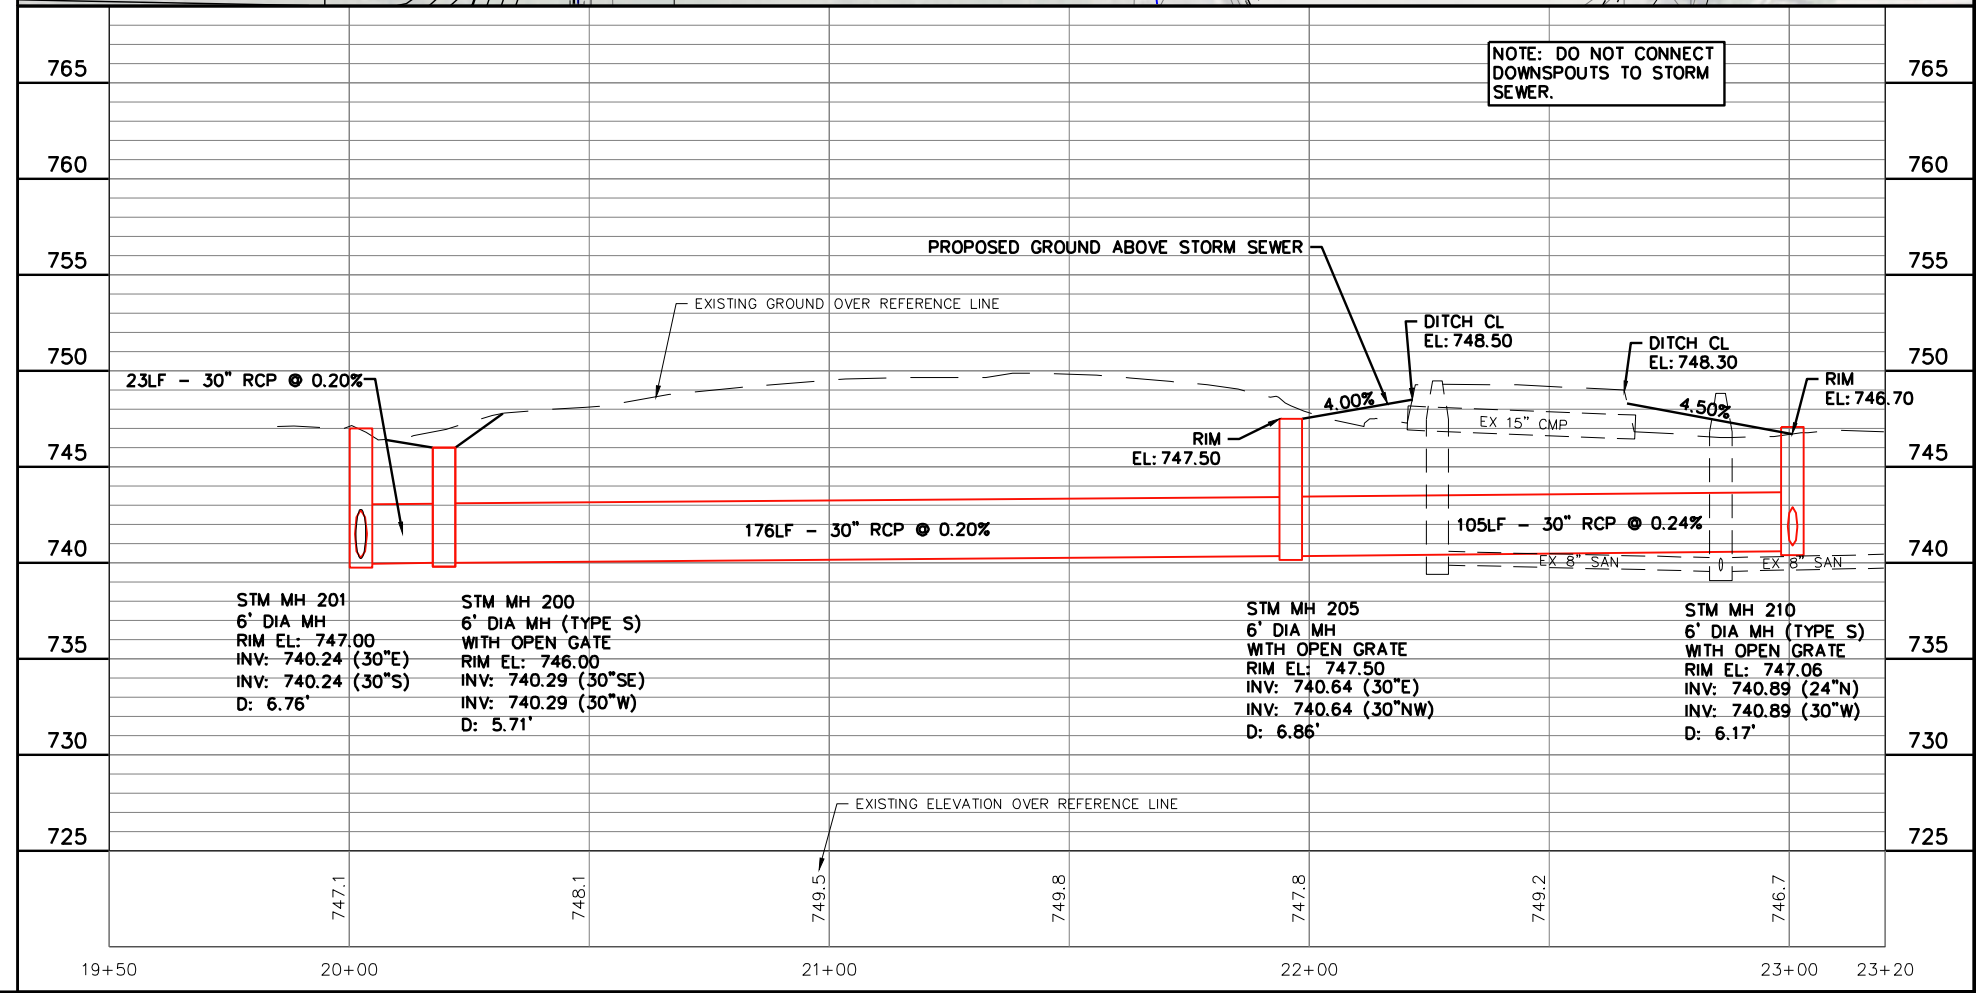 NOTE: DO NOT CONNECT
DOWNSPOUTS TO STORM
SEWER.
765
765
760
760
PROPOSED GROUND ABOVE STORM SEWER
755
755
EXISTING GROUND OVER REFERENCE LINE
DITCH CL
EL: 748.50
DITCH CL
EL: 748.30
750
750
23LF - 30" RCP @ 0.20%
RIM
EL: 746.70
4.00%
4.50%
EX 15" CMP
RIM
EL: 747.50
745
745
176LF - 30" RCP @ 0.20%
105LF - 30" RCP @ 0.24%
740
740
EX 8" SAN
EX 8" SAN
STM MH 201
6' DIA MH
RIM EL: 747.00
INV: 740.24 (30"E)
INV: 740.24 (30"S)
D: 6.76'
STM MH 200
6' DIA MH (TYPE S)
WITH OPEN GATE
RIM EL: 746.00
INV: 740.29 (30"SE)
INV: 740.29 (30"W)
D: 5.71'
STM MH 205
6' DIA MH
WITH OPEN GRATE
RIM EL: 747.50
INV: 740.64 (30"E)
INV: 740.64 (30"NW)
D: 6.86'
STM MH 210
6' DIA MH (TYPE S)
WITH OPEN GRATE
RIM EL: 747.06
INV: 740.89 (24"N)
INV: 740.89 (30"W)
D: 6.17'
735
735
730
730
EXISTING ELEVATION OVER REFERENCE LINE
725
725
747.1
748.1
749.5
749.8
747.8
749.2
746.7
19+50
20+00
21+00
22+00
23+00
23+20